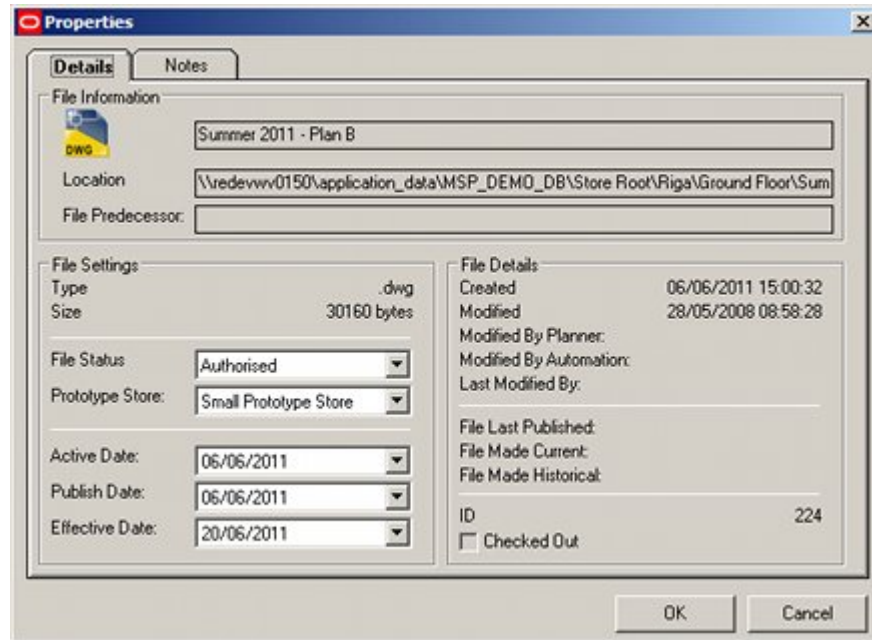 Properties
Details Notes
File Information
DWG
Summer 2011 - Plan B
Location \\redevwv0150\application_data\MSP_DEMO_DB\Store Root\Riga\Ground Floor\Sum
File Predecessor:
File Settings
Type .dwg
Size 30160 bytes
File Status Authorised
Prototype Store: Small Prototype Store
Active Date: 06/06/2011
Publish Date: 06/06/2011
Effective Date: 20/06/2011
File Details
Created 06/06/2011 15:00:32
Modified 28/05/2008 08:58:28
Modified By Planner:
Modified By Automation:
Last Modified By:
File Last Published:
File Made Current:
File Made Historical:
ID 224
Checked Out
OK Cancel